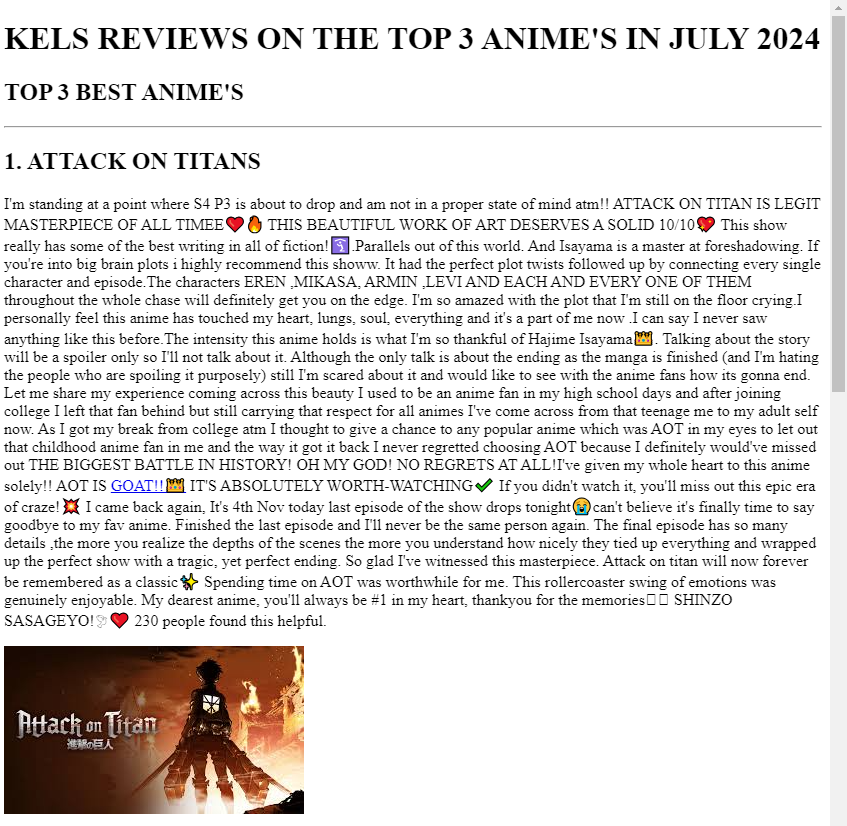 KELS REVIEWS ON THE TOP 3 ANIME'S IN JULY 2024
TOP 3 BEST ANIME'S
1. ATTACK ON TITANS
I'm standing at a point where S4 P3 is about to drop and am not in a proper state of mind atm!! ATTACK ON TITAN IS LEGIT
MASTERPIECE OF ALL TIMEE❤️🔥 THIS BEAUTIFUL WORK OF ART DESERVES A SOLID 10/10💖 This show
really has some of the best writing in all of fiction!🛐.Parallels out of this world. And Isayama is a master at foreshadowing. If
you're into big brain plots i highly recommend this showw. It had the perfect plot twists followed up by connecting every single
character and episode.The characters EREN ,MIKASA, ARMIN ,LEVI AND EACH AND EVERY ONE OF THEM
throughout the whole chase will definitely get you on the edge. I'm so amazed with the plot that I'm still on the floor crying.I
personally feel this anime has touched my heart, lungs, soul, everything and it's a part of me now .I can say I never saw
anything like this before.The intensity this anime holds is what I'm so thankful of Hajime Isayama👑. Talking about the story
will be a spoiler only so I'll not talk about it. Although the only talk is about the ending as the manga is finished (and I'm hating
the people who are spoiling it purposely) still I'm scared about it and would like to see with the anime fans how its gonna end.
Let me share my experience coming across this beauty I used to be an anime fan in my high school days and after joining
college I left that fan behind but still carrying that respect for all animes I've come across from that teenage me to my adult self
now. As I got my break from college atm I thought to give a chance to any popular anime which was AOT in my eyes to let out
that childhood anime fan in me and the way it got it back I never regretted choosing AOT because I definitely would've missed
out THE BIGGEST BATTLE IN HISTORY! OH MY GOD! NO REGRETS AT ALL!I've given my whole heart to this anime
solely!! AOT IS GOAT!!👑 IT'S ABSOLUTELY WORTH-WATCHING✔️ If you didn't watch it, you'll miss out this epic era
of craze!💥 I came back again, It's 4th Nov today last episode of the show drops tonight😭can't believe it's finally time to say
goodbye to my fav anime. Finished the last episode and I'll never be the same person again. The final episode has so many
details ,the more you realize the depths of the scenes the more you understand how nicely they tied up everything and wrapped
up the perfect show with a tragic, yet perfect ending. So glad I've witnessed this masterpiece. Attack on titan will now forever
be remembered as a classic✨ Spending time on AOT was worthwhile for me. This rollercoaster swing of emotions was
genuinely enjoyable. My dearest anime, you'll always be #1 in my heart, thankyou for the memories SHINZO
SASAGEYO!🕊❤️ 230 people found this helpful.
Attack on Titan
進撃の巨人